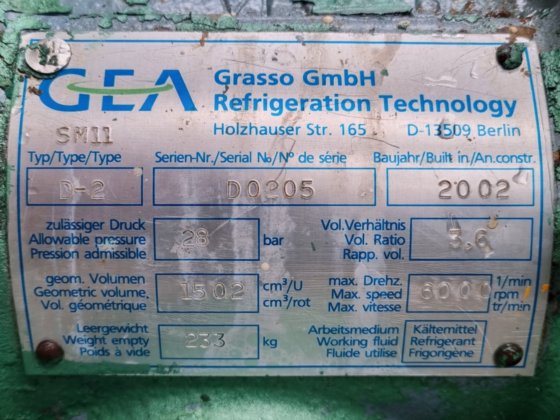 GEA
Grasso GmbH
Refrigeration Technology
Holzhauser Str. 165 D-13509 Berlin
SM11
Typ/Type/Type Serien-Nr./Serial №/N° de série Baujahr/Built in/An.constr.
D-2 D0205 2002
zulässiger Druck
Allowable pressure 28 bar
Pression admissible
Vol.Verhältnis
Vol. Ratio 3,6
Rapp. vol.
geom. Volumen
Geometric volume, 1502 cm³/U
Vol. géométrique cm³/rot
max. Drehz. 1/min
Max. speed 6000 rpm
Max. vitesse tr/min
Leergewicht
Weight empty 233 kg
Poids à vide
Arbeitsmedium Kältemittel
Working fluid Refrigerant
Fluide utilise Frigorigène